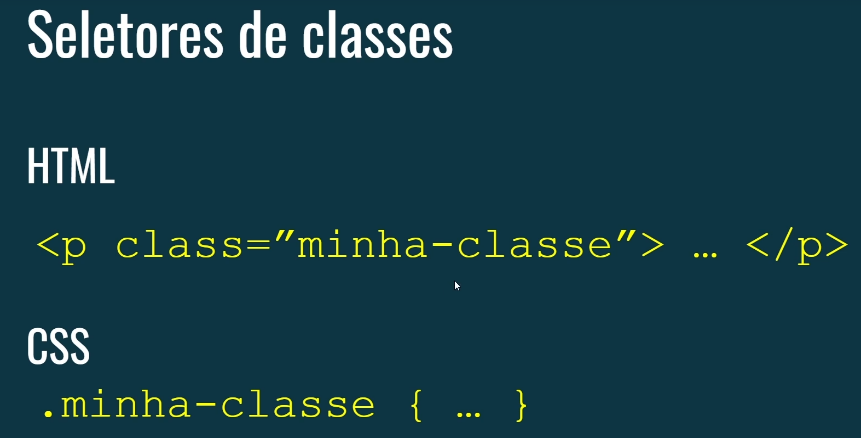 Seletores de classes
HTML
<p class=”minha-classe”> … </p>
CSS
.minha-classe { … }